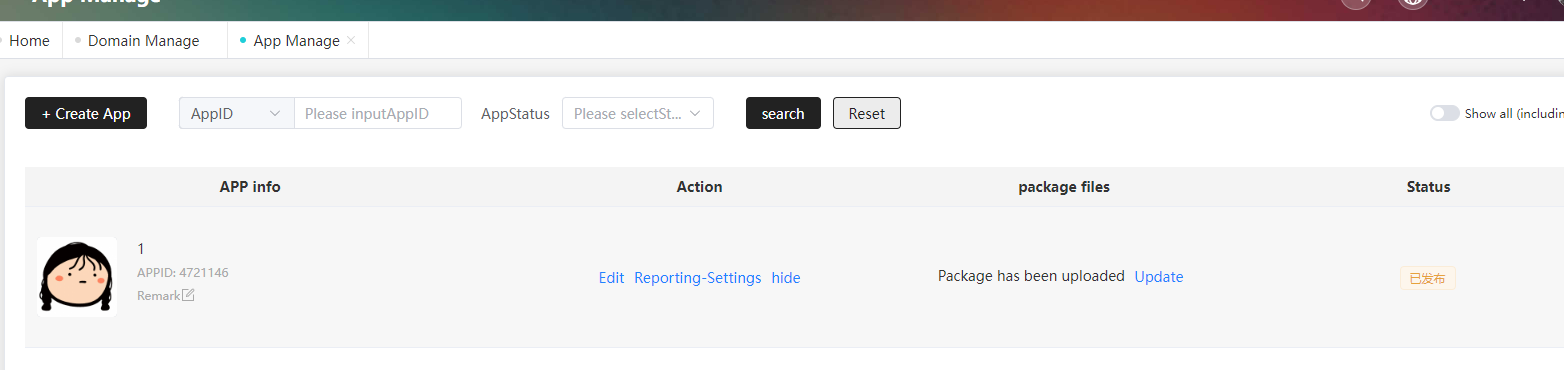 App Manage
Home
Domain Manage
App Manage
+ Create App
AppID
Please inputAppID
AppStatus
Please selectSt...
search
Reset
Show all (includin
APP info
Action
package files
Status
1
APPID: 4721146
Remark
Edit
Reporting-Settings
hide
Package has been uploaded
Update
已发布